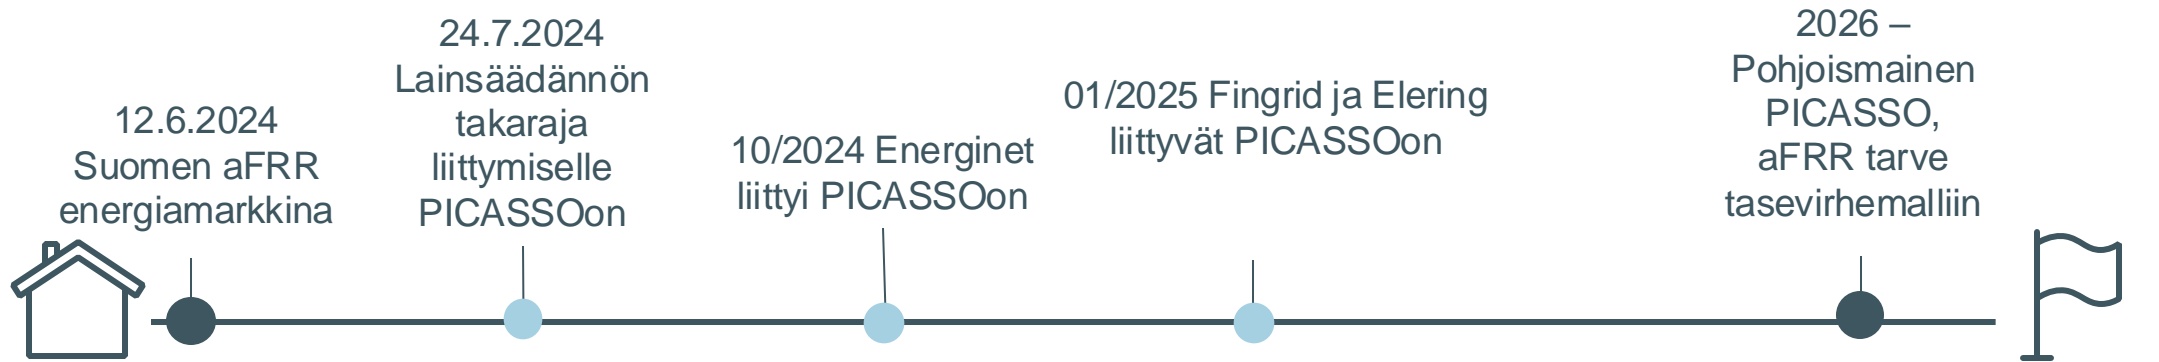 12.6.2024
Suomen aFRR
energiamarkkina
24.7.2024
Lainsäädännön
takaraja
liittymiselle
PICASSOon
10/2024 Energinet
liittyi PICASSOon
01/2025 Fingrid ja Elering
liittyvät PICASSOon
2026 –
Pohjoismainen
PICASSO,
aFRR tarve
tasevirhemalliin